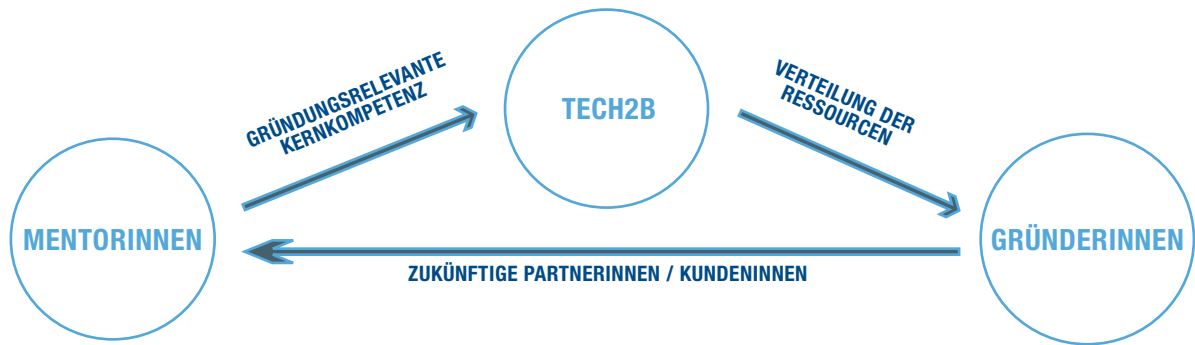 GRÜNDUNGSRELEVANTE
KERNKOMPETENZ
TECH2B
VERTEILUNG DER
RESSOURCEN
MENTORINNEN
GRÜNDERINNEN
ZUKÜNFTIGE PARTNERINNEN / KUNDENINNEN